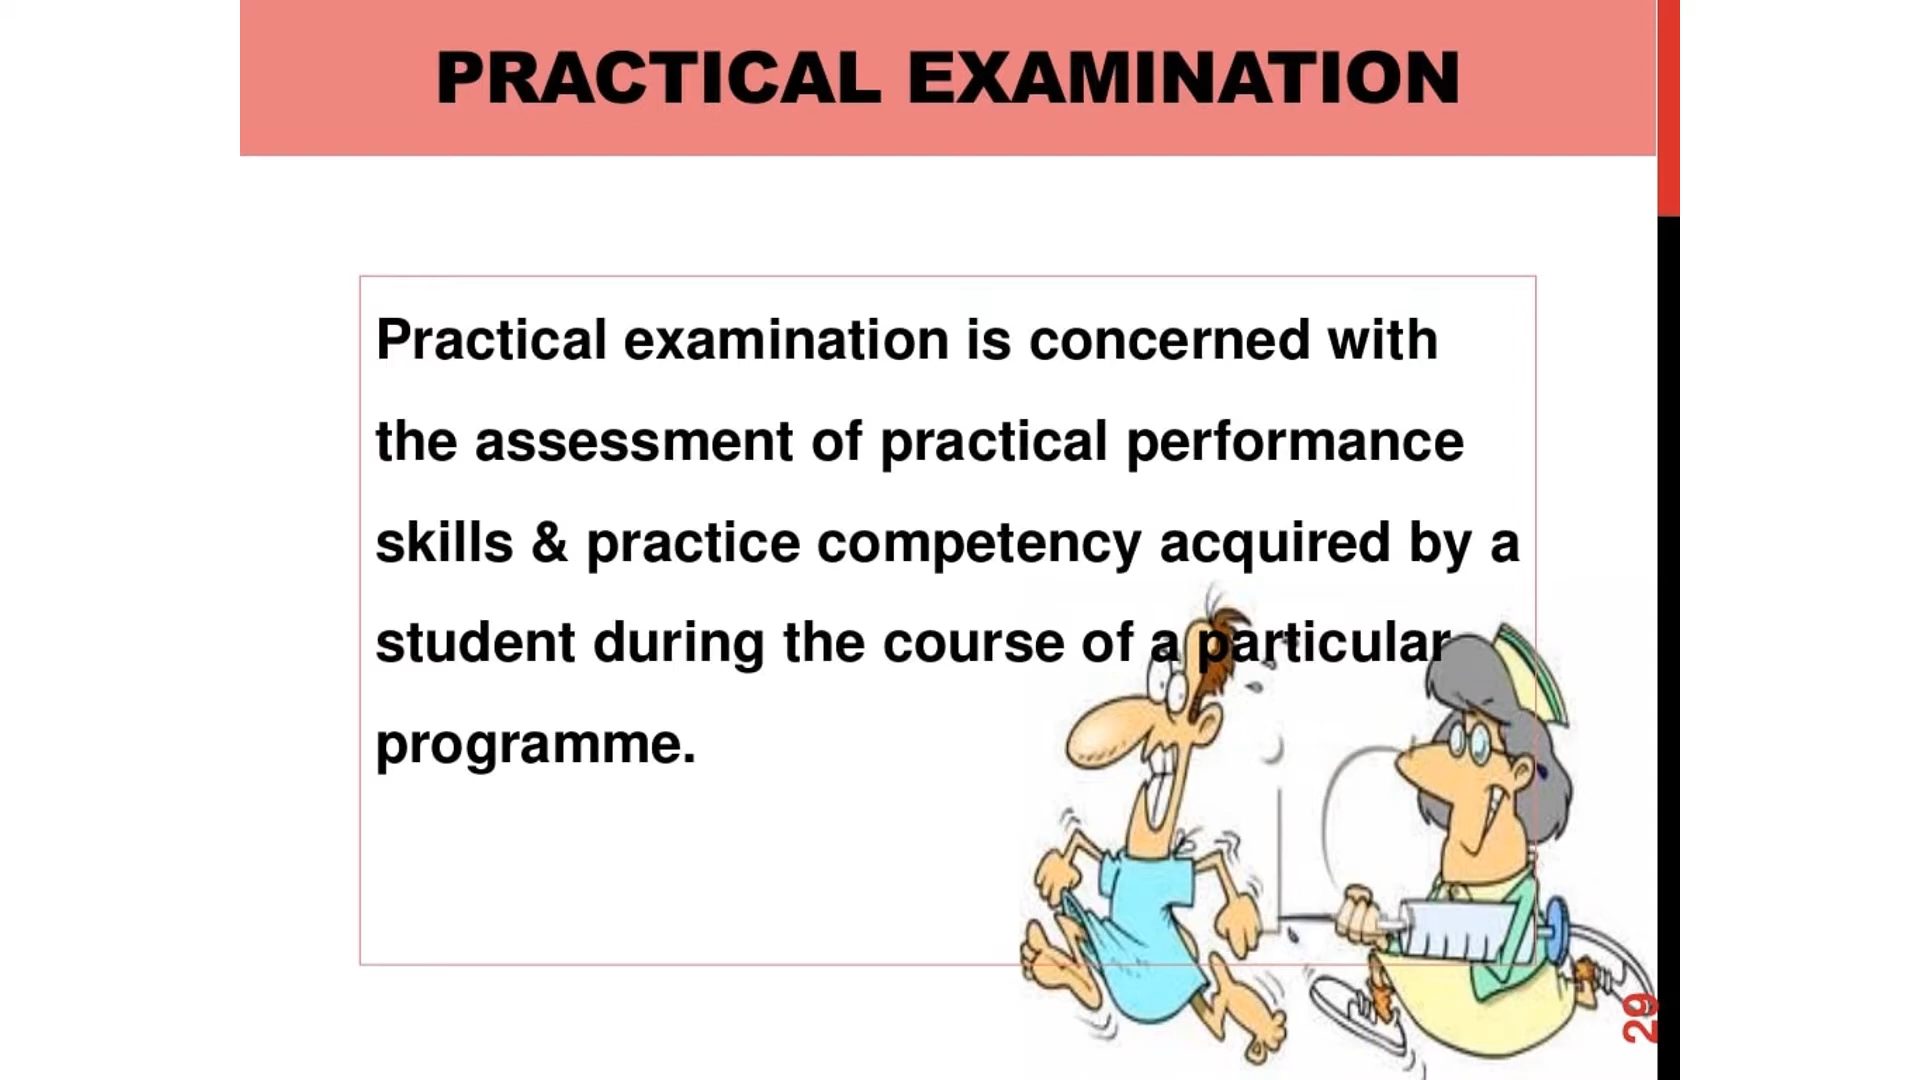 PRACTICAL EXAMINATION
Practical examination is concerned with
the assessment of practical performance
skills & practice competency acquired by a
student during the course of a particular
programme.
29